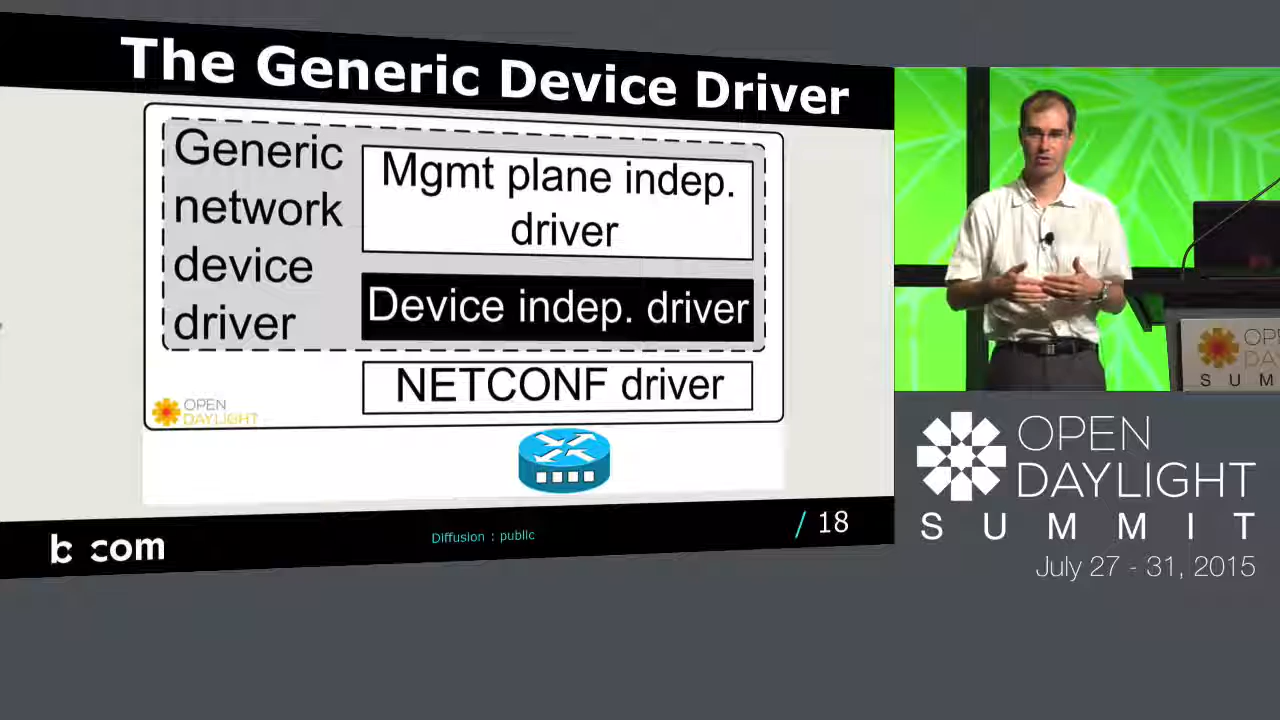 The Generic Device Driver
Generic
network
device
driver
Mgmt plane indep.
driver
Device indep. driver
NETCONF driver
OPEN
DAYLIGHT
b com
Diffusion : public
/ 18
OPEN
DAYLIGHT
SUMMIT
July 27 - 31, 2015